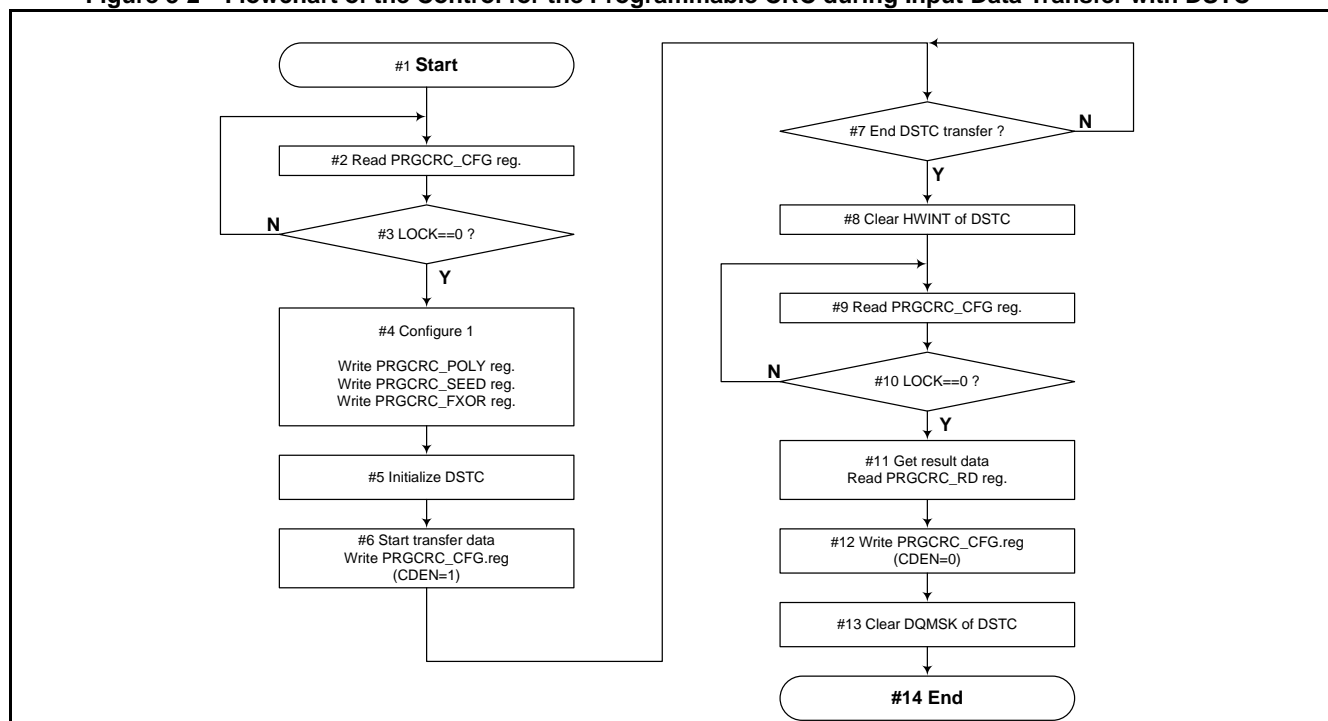 #1 Start
#2 Read PRGCRC_CFG reg.
N
#3 LOCK==0 ?
Y
#4 Configure 1
Write PRGCRC_POLY reg.
Write PRGCRC_SEED reg.
Write PRGCRC_FXOR reg.
#5 Initialize DSTC
#6 Start transfer data
Write PRGCRC_CFG.reg
(CDEN=1)
#7 End DSTC transfer ?
N
Y
#8 Clear HWINT of DSTC
#9 Read PRGCRC_CFG reg.
N
#10 LOCK==0 ?
Y
#11 Get result data
Read PRGCRC_RD reg.
#12 Write PRGCRC_CFG.reg
(CDEN=0)
#13 Clear DQMSK of DSTC
#14 End